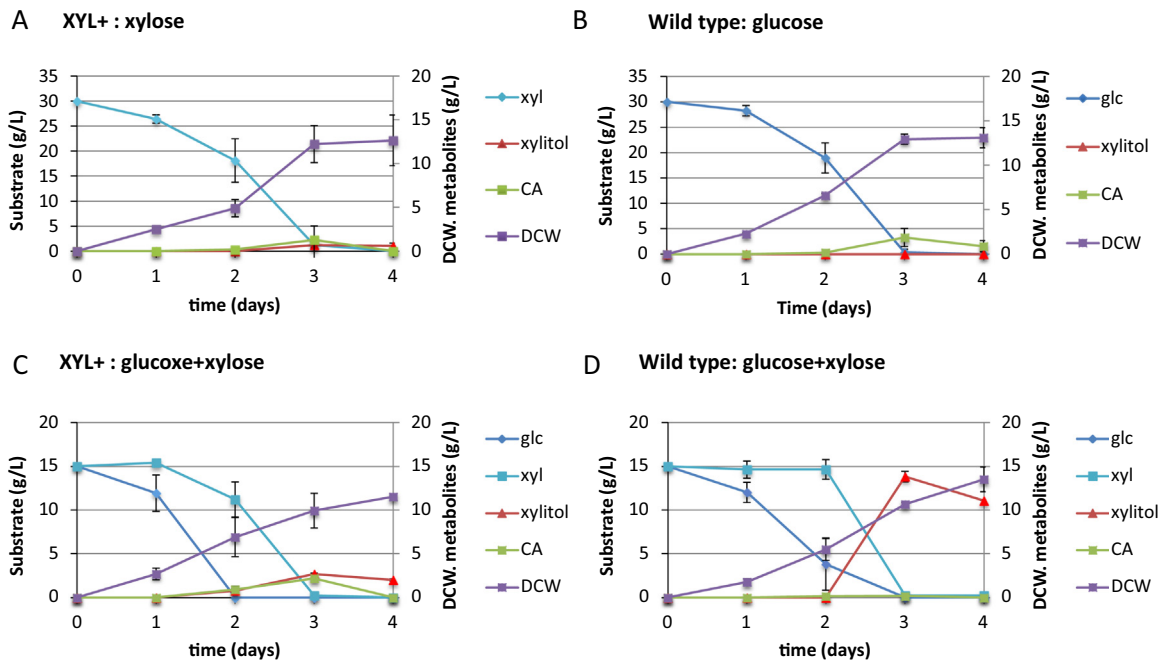 A XYL+ : xylose
35
30
25
20
15
10
5
0
Substrate (g/L)
20
15
10
5
0
DCW. metabolites (g/L)
0 1 2 3 4
time (days)
xyl
xylitol
CA
DCW
B Wild type: glucose
35
30
25
20
15
10
5
0
Substrate (g/L)
20
15
10
5
0
DCW. metabolites (g/L)
0 1 2 3 4
Time (days)
glc
xylitol
CA
DCW
C XYL+ : glucoxe+xylose
20
15
10
5
0
Substrate (g/L)
20
15
10
5
0
DCW. metabolites (g/L)
0 1 2 3 4
time (days)
glc
xyl
xylitol
CA
DCW
D Wild type: glucose+xylose
20
15
10
5
0
Substrate (g/L)
20
15
10
5
0
DCW. metabolites (g/L)
0 1 2 3 4
time (days)
glc
xyl
xylitol
CA
DCW